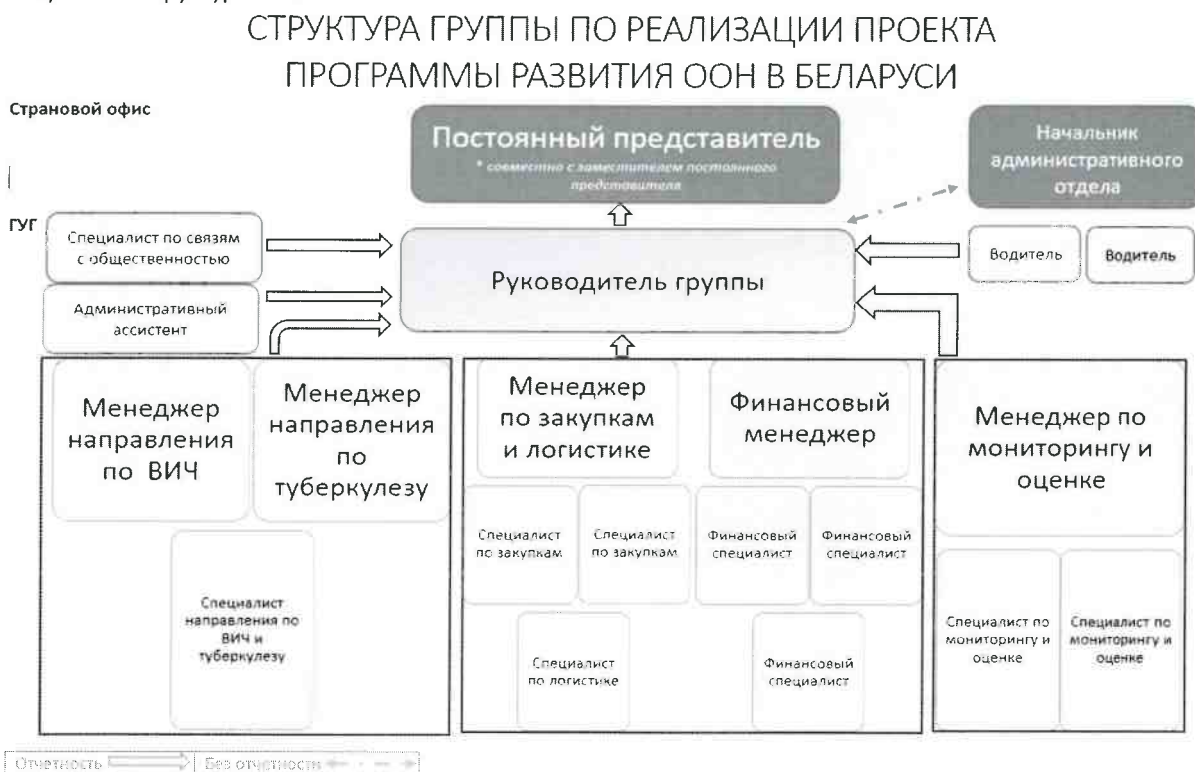 СТРУКТУРА ГРУППЫ ПО РЕАЛИЗАЦИИ ПРОЕКТА
ПРОГРАММЫ РАЗВИТИЯ ООН В БЕЛАРУСИ
Страновой офис
Постоянный представитель
* совместно с заместителем постоянного
представителя
Начальник
административного
отдела
ГУГ
Специалист по связям
с общественностью
Административный
ассистент
Руководитель группы
Водитель
Водитель
Менеджер
направления
по ВИЧ
Менеджер
направления
по
туберкулезу
Специалист
направления по
ВИЧ и
туберкулезу
Менеджер
по закупкам
и логистике
Финансовый
менеджер
Специалист
по закупкам
Специалист
по закупкам
Финансовый
специалист
Финансовый
специалист
Специалист
по логистике
Финансовый
специалист
Менеджер по
мониторингу и
оценке
Специалист по
мониторингу и
оценке
Специалист по
мониторингу и
оценке
Отчетность
Без отчетности